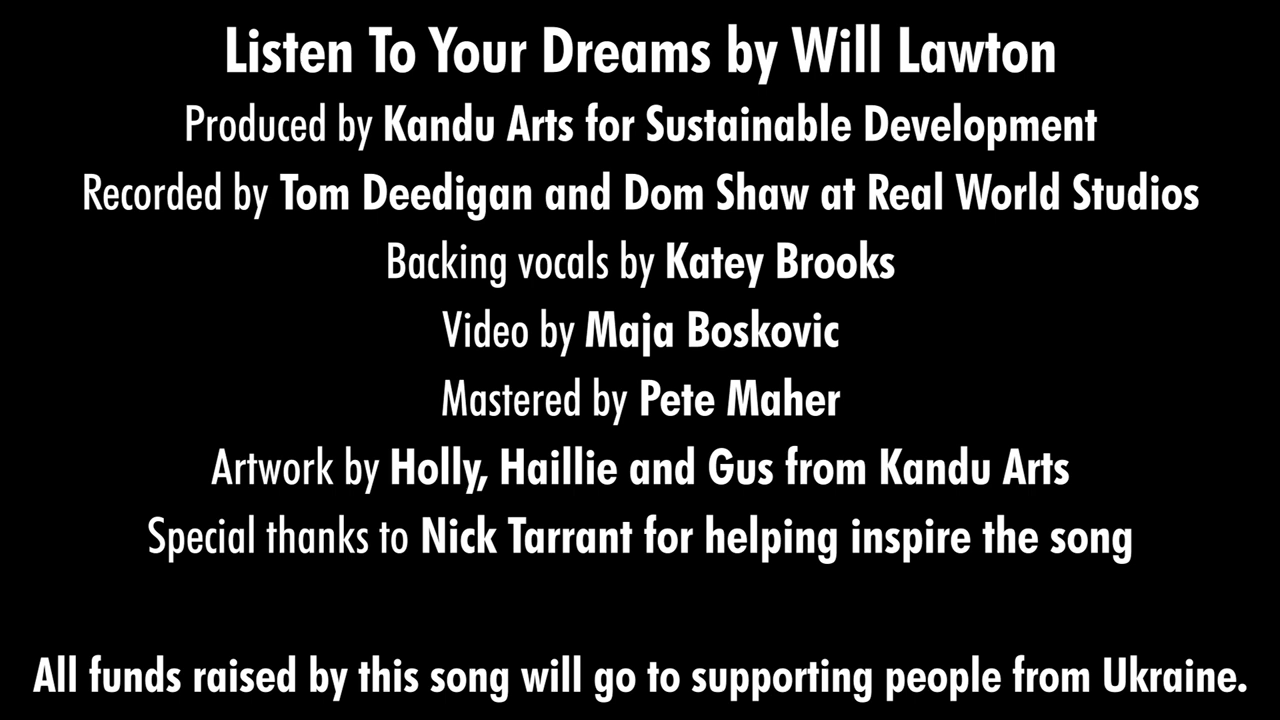 Listen To Your Dreams by Will Lawton
Produced by Kandu Arts for Sustainable Development
Recorded by Tom Deedigan and Dom Shaw at Real World Studios
Backing vocals by Katey Brooks
Video by Maja Boskovic
Mastered by Pete Maher
Artwork by Holly, Haillie and Gus from Kandu Arts
Special thanks to Nick Tarrant for helping inspire the song
All funds raised by this song will go to supporting people from Ukraine.